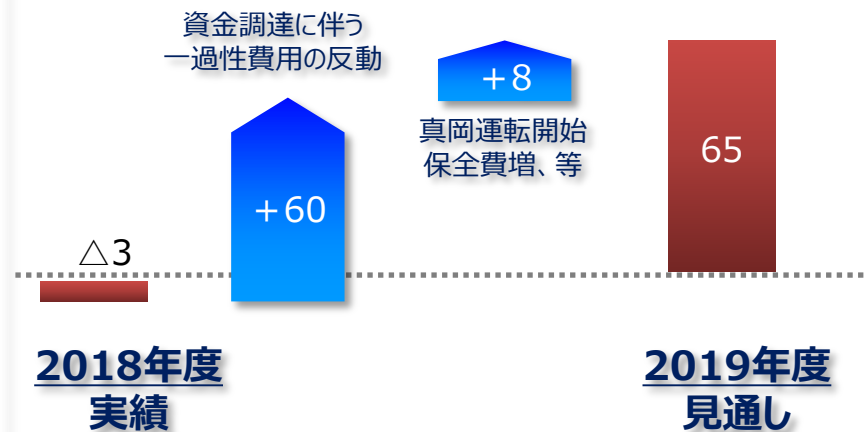 資金調達に伴う
一過性費用の反動
+8
真岡運転開始
保全費増、等
65
+60
△3
2018年度
実績
2019年度
見通し